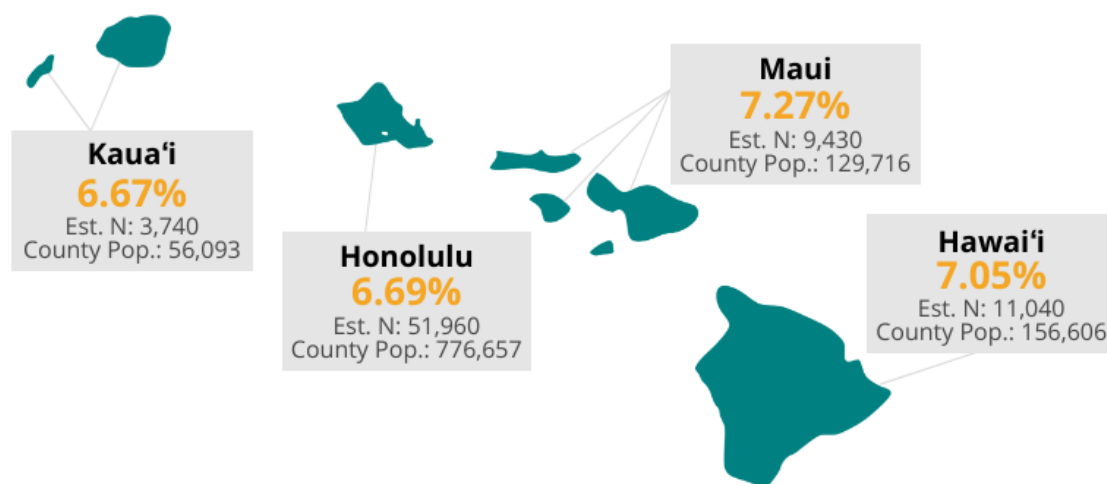 Kauaʻi
6.67%
Est. N: 3,740
County Pop.: 56,093
Honolulu
6.69%
Est. N: 51,960
County Pop.: 776,657
Maui
7.27%
Est. N: 9,430
County Pop.: 129,716
Hawaiʻi
7.05%
Est. N: 11,040
County Pop.: 156,606